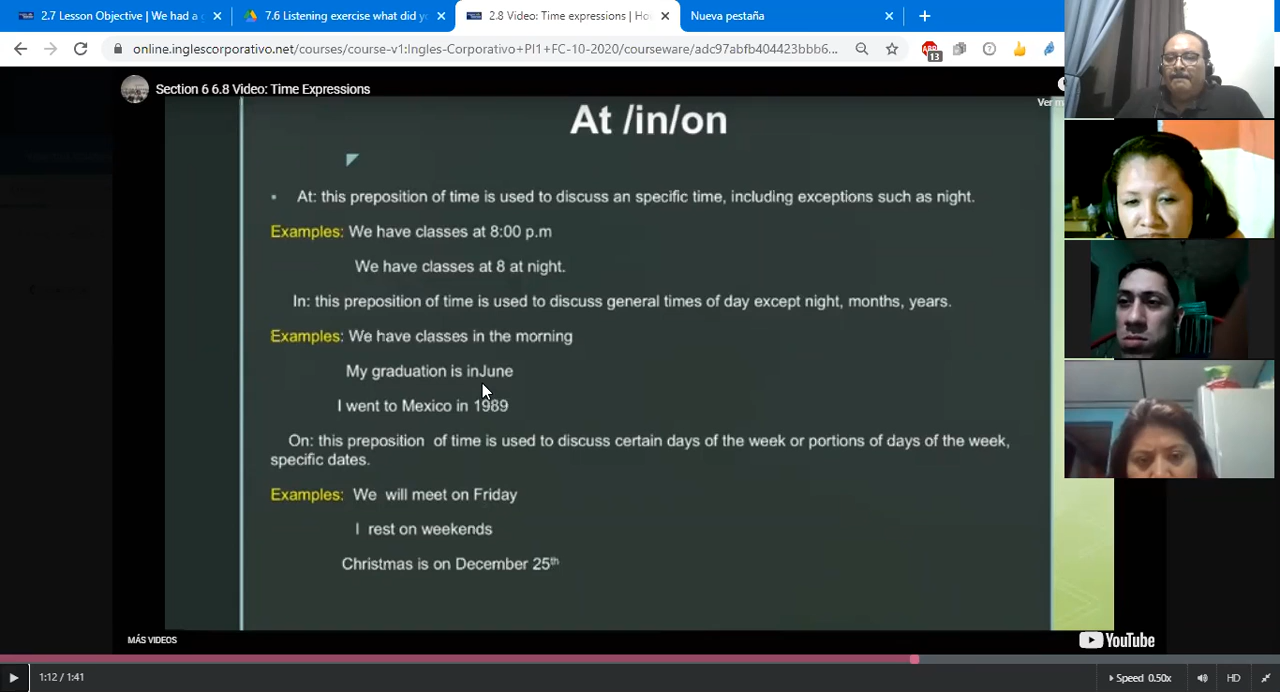 2.7 Lesson Objective | We had a g
7.6 Listening exercise what did yo
2.8 Video: Time expressions | Ho
Nueva pestaña
online.inglescorporativo.net/courses/course-v1:Ingles-Corporativo+PI1+FC-10-2020/courseware/adc97abfb404423bbb6...
ABP
13
Section 6 6.8 Video: Time Expressions
Ver m
At /in/on
At: this preposition of time is used to discuss an specific time, including exceptions such as night.
Examples: We have classes at 8:00 p.m
We have classes at 8 at night.
In: this preposition of time is used to discuss general times of day except night, months, years.
Examples: We have classes in the morning
My graduation is inJune
I went to Mexico in 1989
On: this preposition of time is used to discuss certain days of the week or portions of days of the week,
specific dates.
Examples: We will meet on Friday
I rest on weekends
Christmas is on December 25th
MÁS VIDEOS
YouTube
1:12 / 1:41
Speed 0.50x
HD